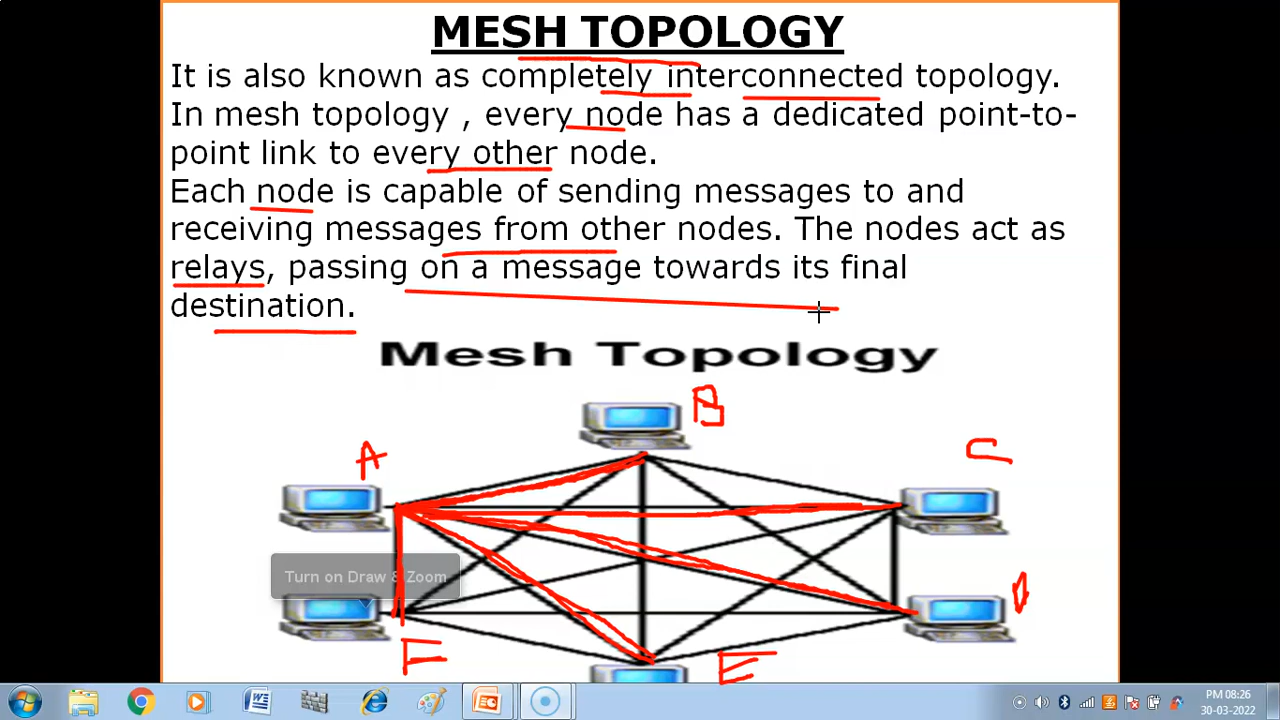 MESH TOPOLOGY
It is also known as completely interconnected topology.
In mesh topology , every node has a dedicated point-to-
point link to every other node.
Each node is capable of sending messages to and
receiving messages from other nodes. The nodes act as
relays, passing on a message towards its final
destination.
Mesh Topology
B
A
C
Turn on Draw & Zoom
D
F
E
PM 08:26
30-03-2022